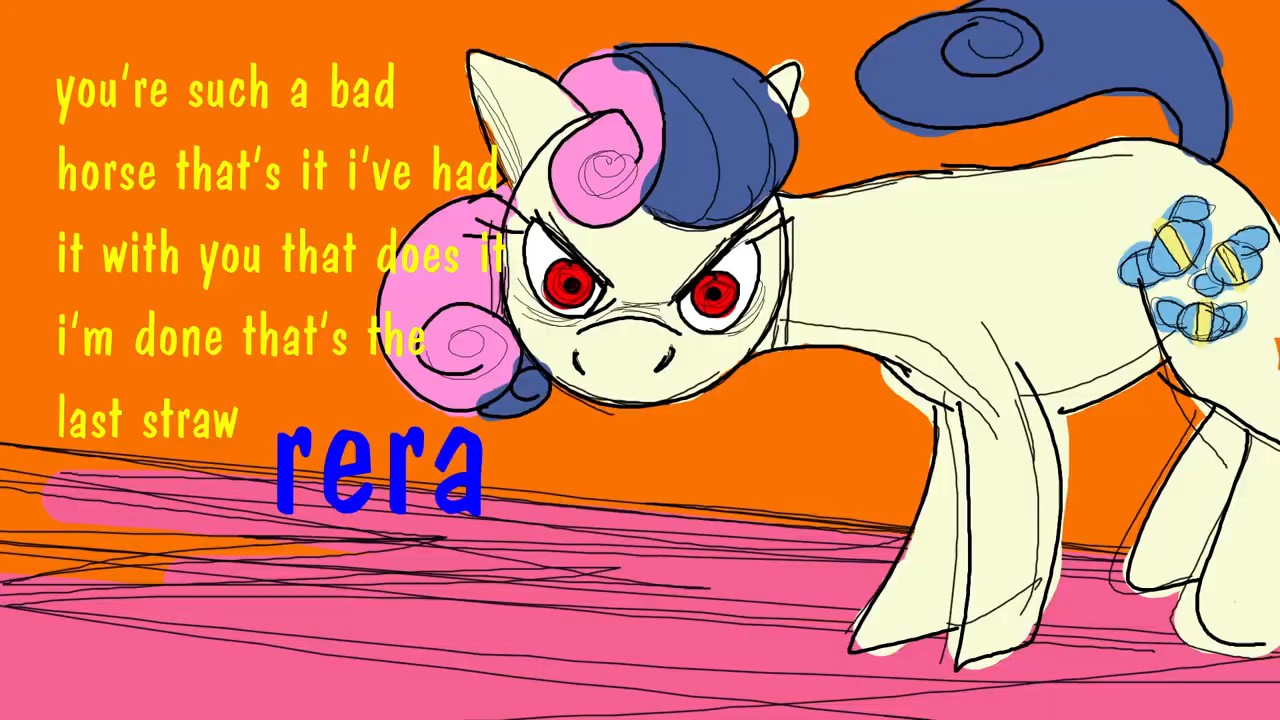 you're such a bad
horse that's it i've had
it with you that does it
i'm done that's the
last straw
rera